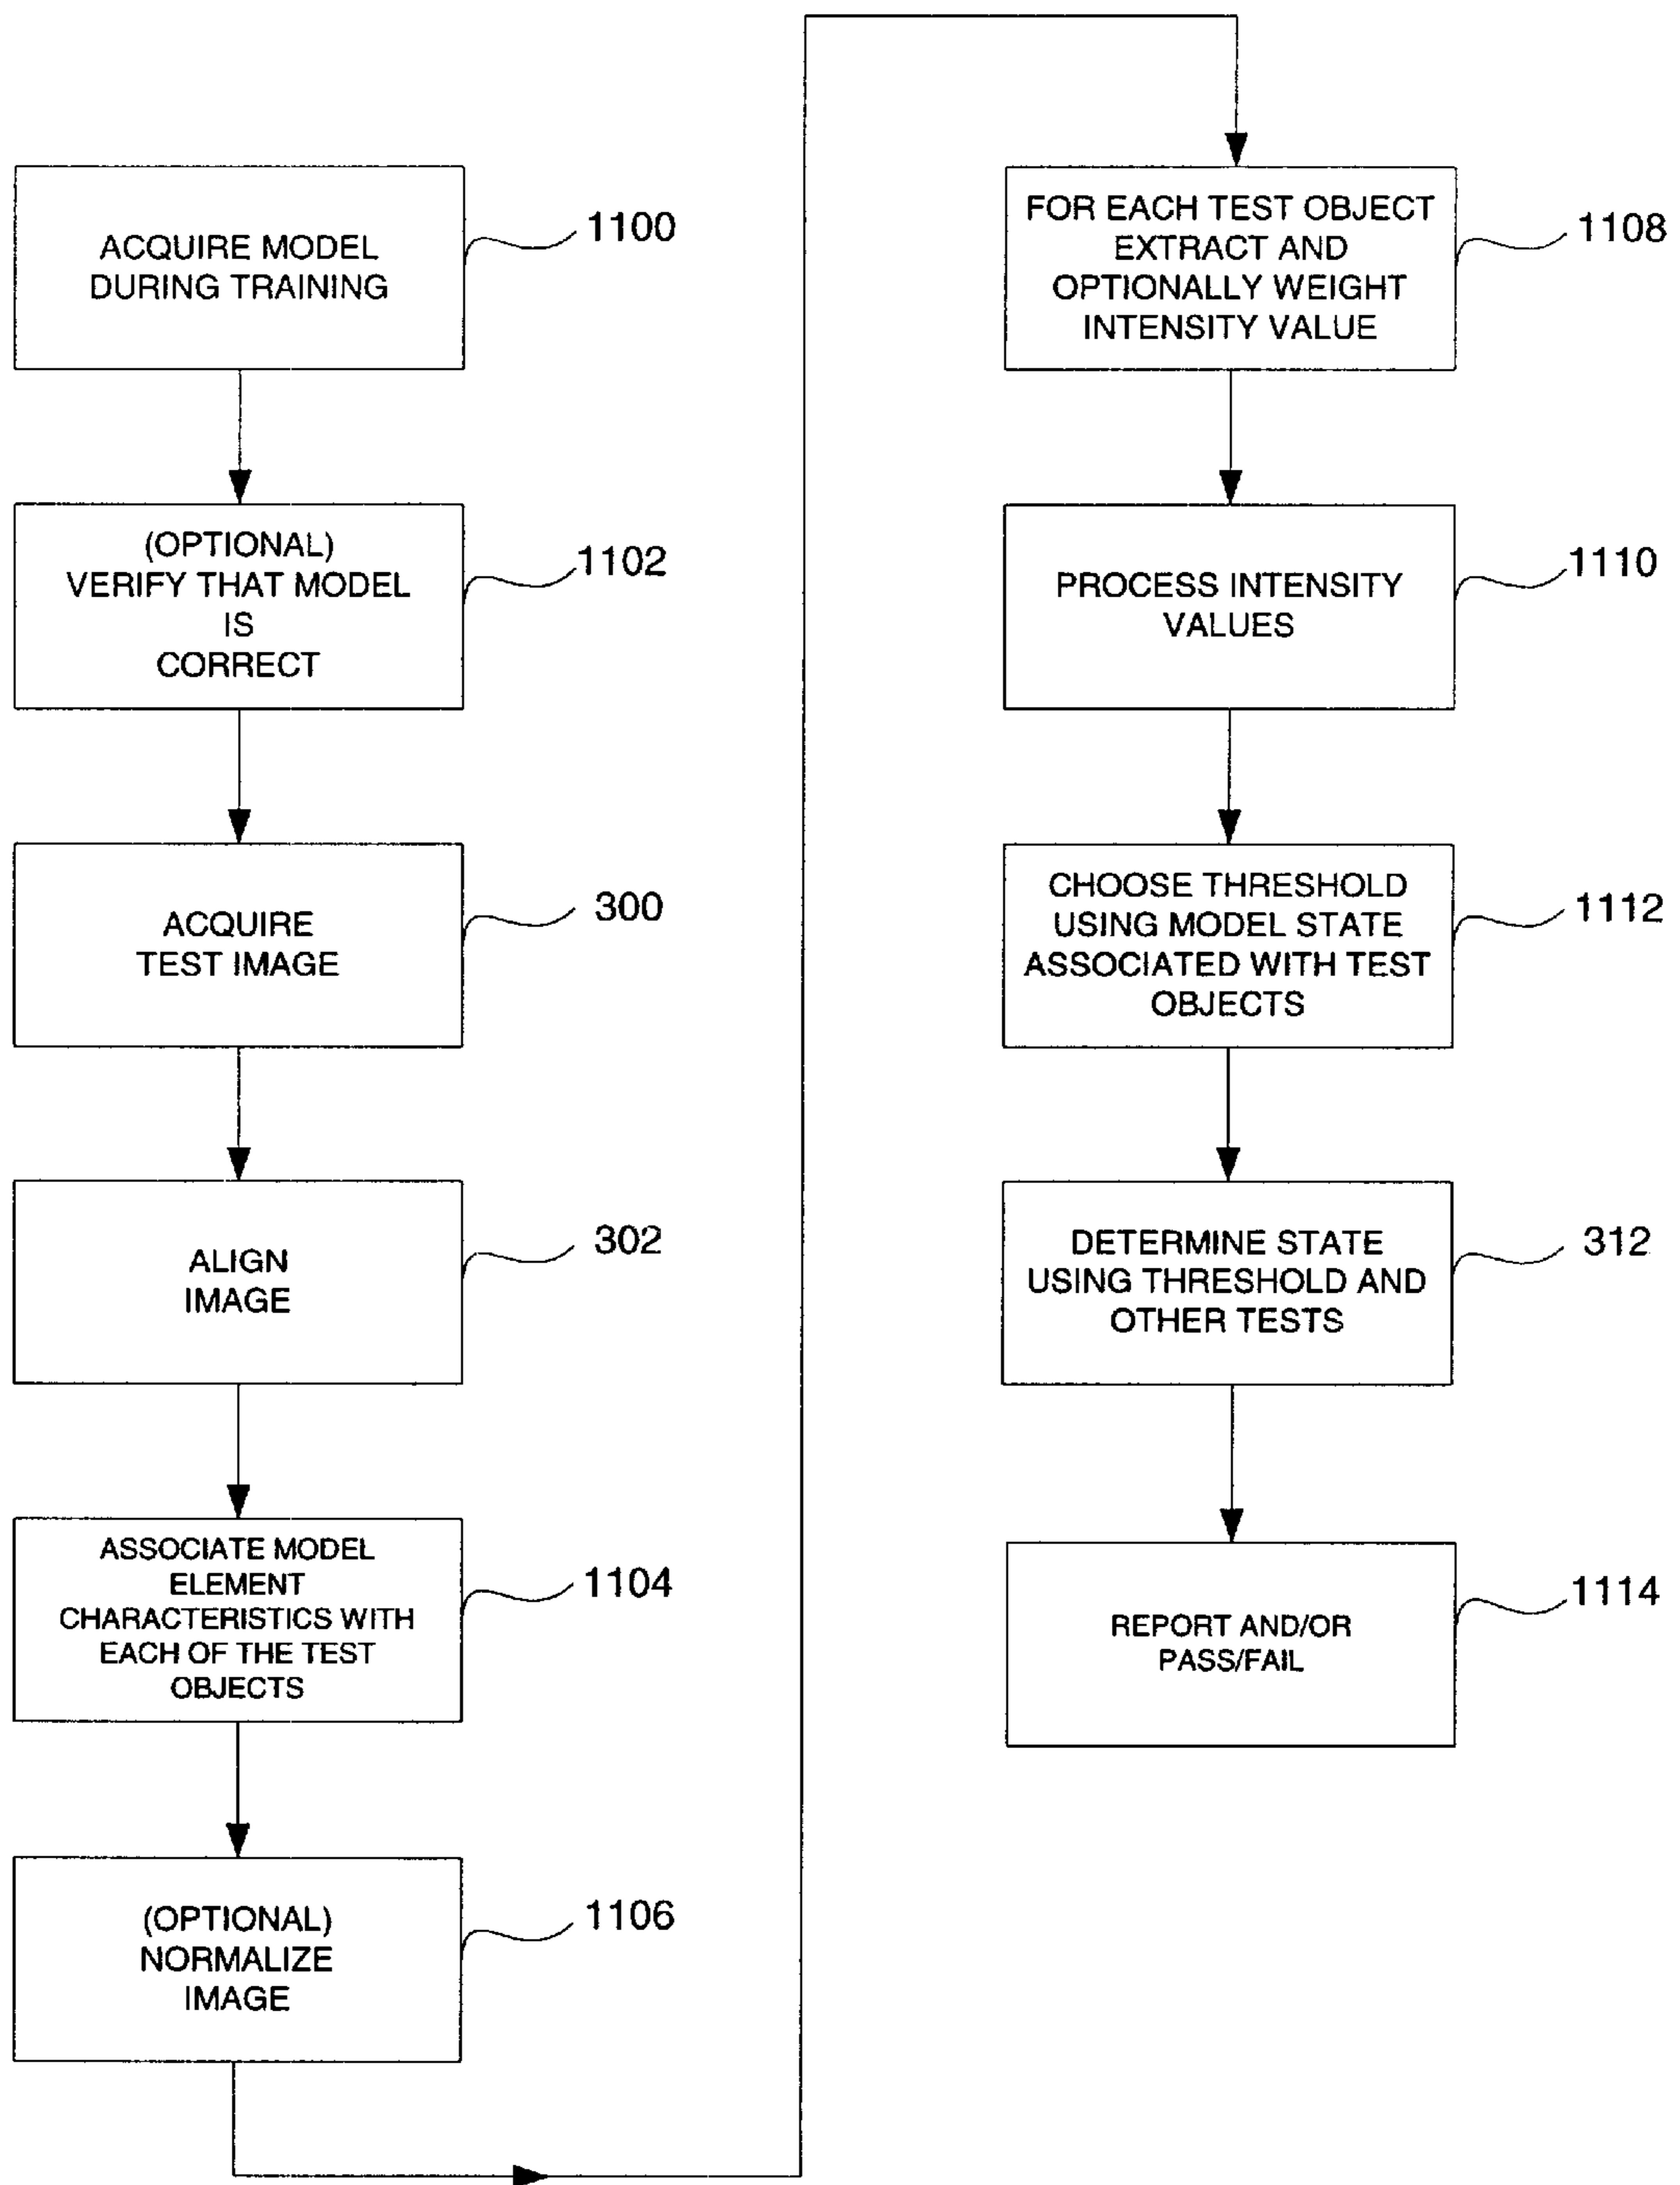 ACQUIRE MODEL
DURING TRAINING
1100
(OPTIONAL)
VERIFY THAT MODEL
IS
CORRECT
1102
ACQUIRE
TEST IMAGE
300
ALIGN
IMAGE
302
ASSOCIATE MODEL
ELEMENT
CHARACTERISTICS WITH
EACH OF THE TEST
OBJECTS
1104
(OPTIONAL)
NORMALIZE
IMAGE
1106
FOR EACH TEST OBJECT
EXTRACT AND
OPTIONALLY WEIGHT
INTENSITY VALUE
1108
PROCESS INTENSITY
VALUES
1110
CHOOSE THRESHOLD
USING MODEL STATE
ASSOCIATED WITH TEST
OBJECTS
1112
DETERMINE STATE
USING THRESHOLD AND
OTHER TESTS
312
REPORT AND/OR
PASS/FAIL
1114